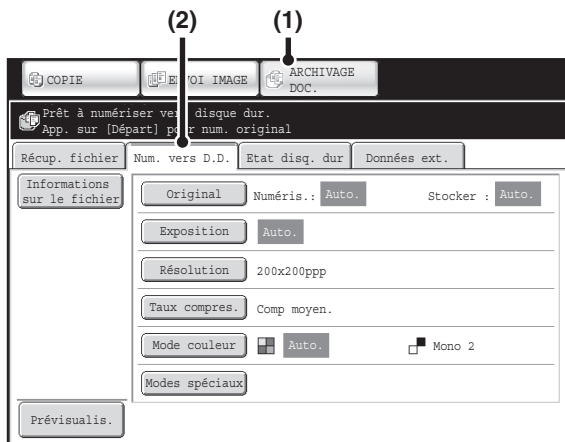 (2) (1)
COPIE ENVOI IMAGE ARCHIVAGE
DOC.
Prêt à numériser vers disque dur.
App. sur [Départ] pour num. original
Récup. fichier Num. vers D.D. Etat disq. dur Données ext.
Informations
sur le fichier
Original Numéris.: Auto. Stocker : Auto.
Exposition Auto.
Résolution 200x200ppp
Taux compres. Comp moyen.
Mode couleur Auto. Mono 2
Modes spéciaux
Prévisualis.